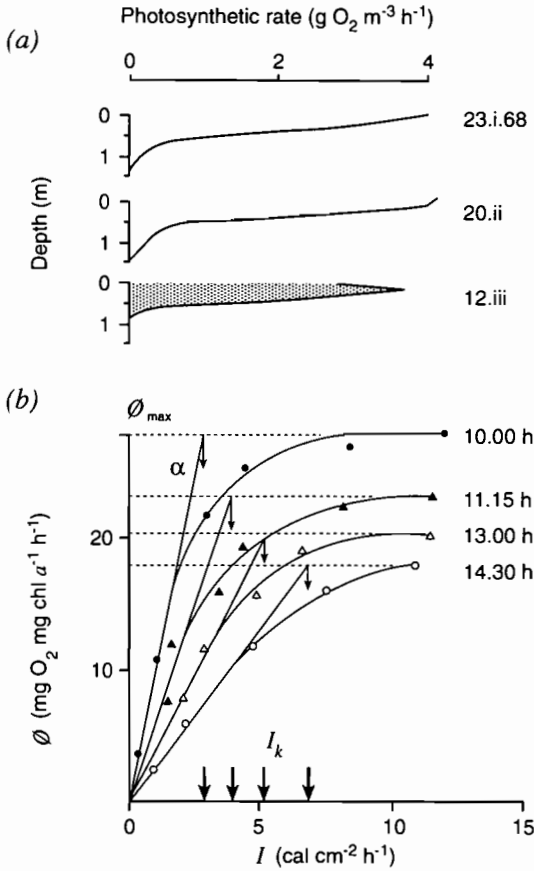 (a)
Photosynthetic rate (g O₂ m⁻³ h⁻¹)
0 2 4
Depth (m)
0
1
23.i.68
0
1
20.ii
0
1
12.iii
(b)
Ø max
α
10.00 h
11.15 h
13.00 h
14.30 h
20
10
0
Ø (mg O₂ mg chl a⁻¹ h⁻¹)
I_k
0 5 10 15
I (cal cm⁻² h⁻¹)